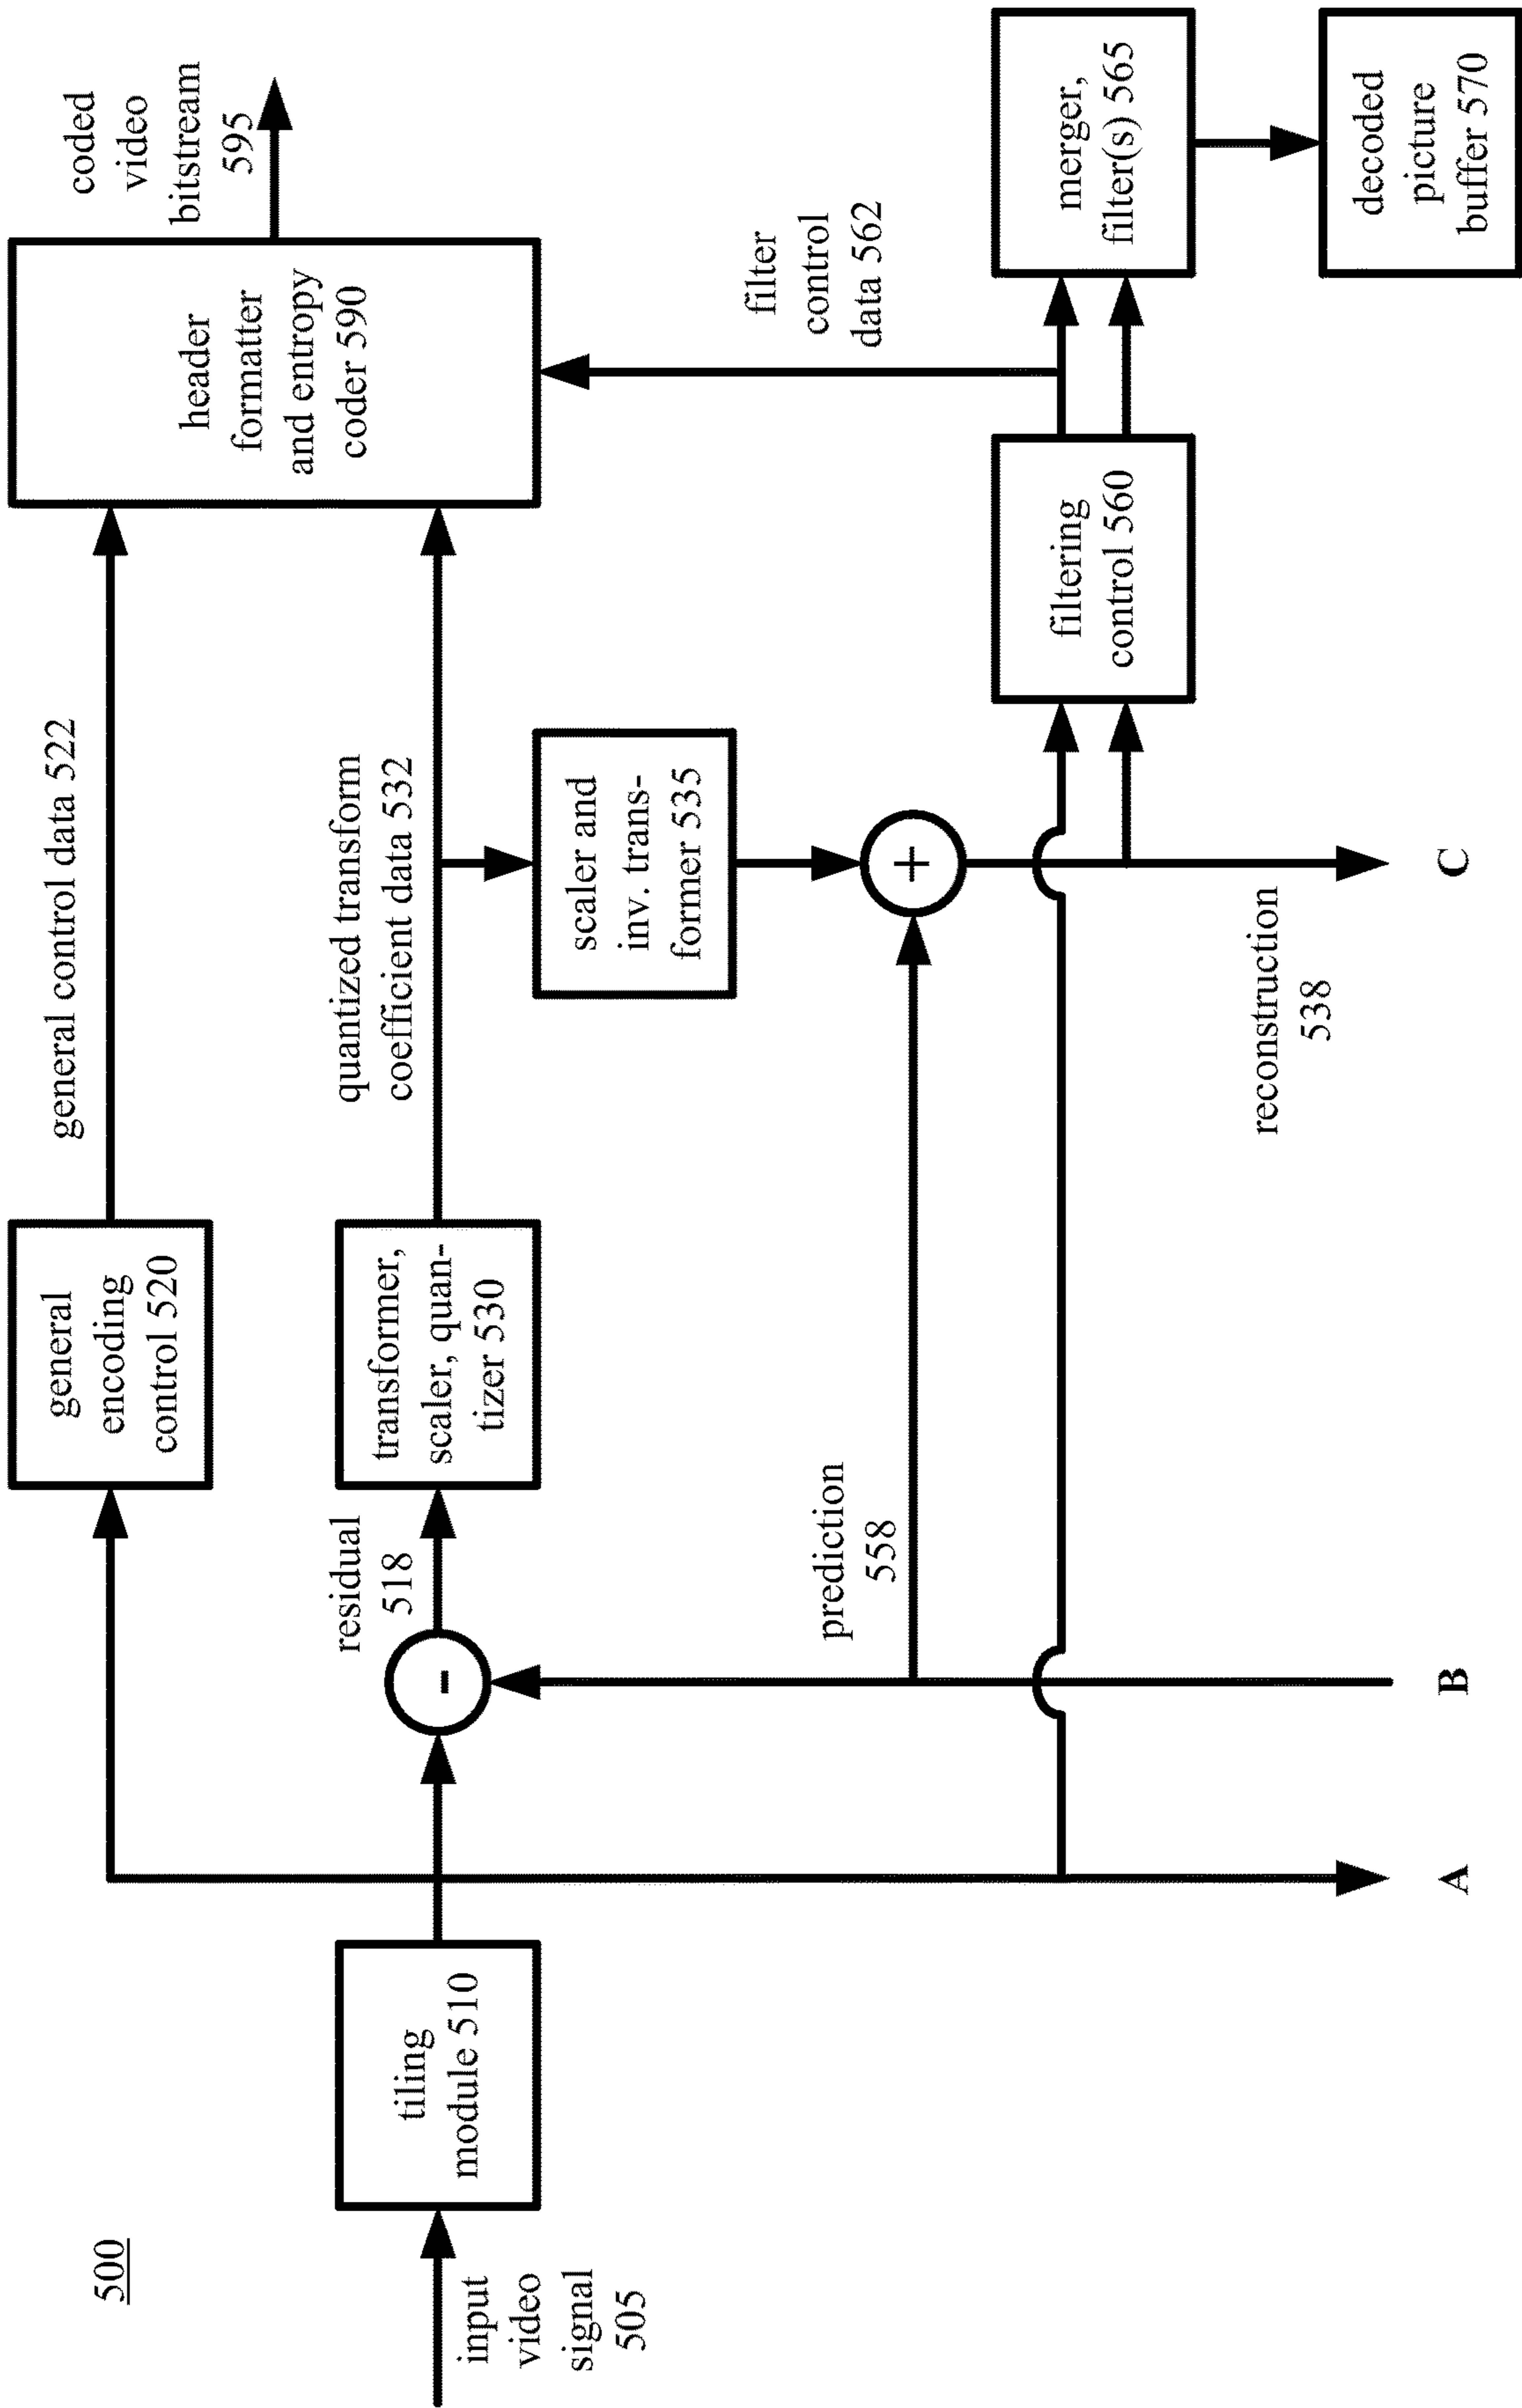 500
input
video
signal
505
tiling
module 510
general
encoding
control 520
general control data 522
header
formatter
and entropy
coder 590
coded
video
bitstream
595
-
residual
518
transformer,
scaler, quan-
tizer 530
quantized transform
coefficient data 532
scaler and
inv. trans-
former 535
prediction
558
+
filter
control
data 562
filtering
control 560
merger,
filter(s) 565
decoded
picture
buffer 570
reconstruction
538
A
B
C